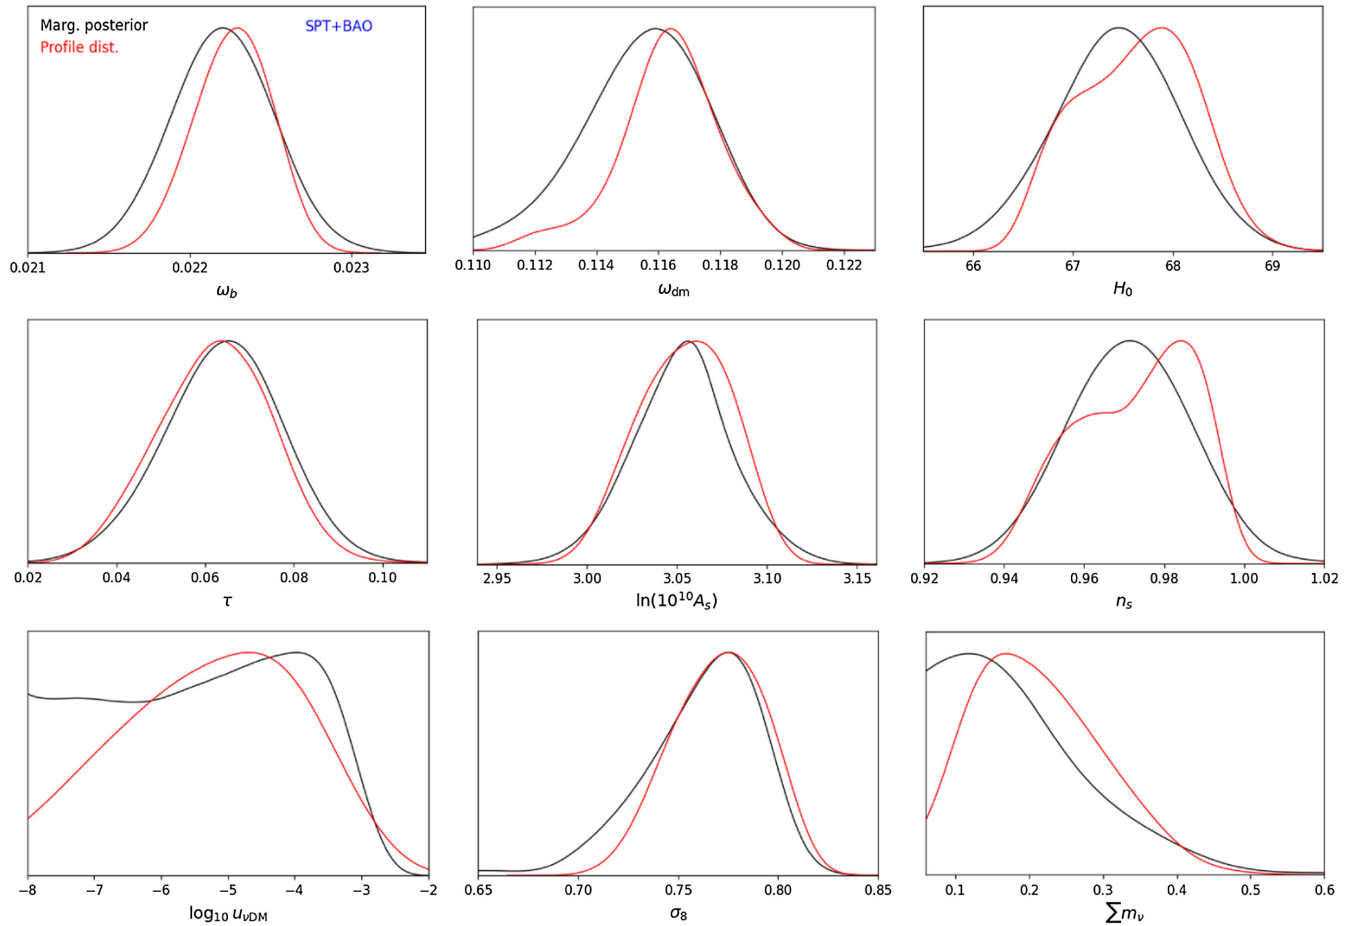 Marg. posterior
Profile dist.
SPT+BAO
0.021 0.022 0.023
ω_b
0.110 0.112 0.114 0.116 0.118 0.120 0.122
ω_dm
66 67 68 69
H_0
0.02 0.04 0.06 0.08 0.10
τ
2.95 3.00 3.05 3.10 3.15
ln(10^10 A_s)
0.92 0.94 0.96 0.98 1.00 1.02
n_s
−8 −7 −6 −5 −4 −3 −2
log_10 u_νDM
0.65 0.70 0.75 0.80 0.85
σ_8
0.1 0.2 0.3 0.4 0.5 0.6
∑m_ν